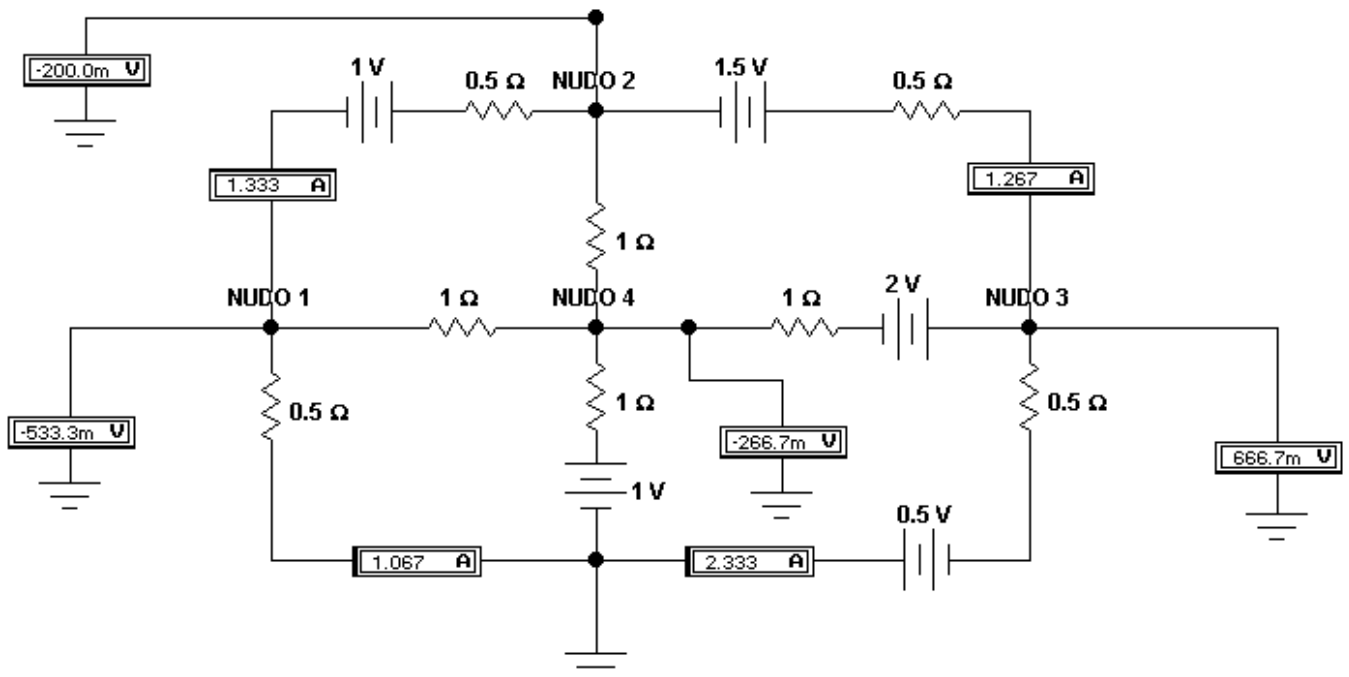 -200.0m V
1 V
0.5 Ω
NUDO 2
1.5 V
0.5 Ω
1.333 A
1.267 A
1 Ω
NUDO 1
1 Ω
NUDO 4
1 Ω
2 V
NUDO 3
0.5 Ω
1 Ω
0.5 Ω
-533.3m V
-266.7m V
666.7m V
1 V
0.5 V
1.067 A
2.333 A